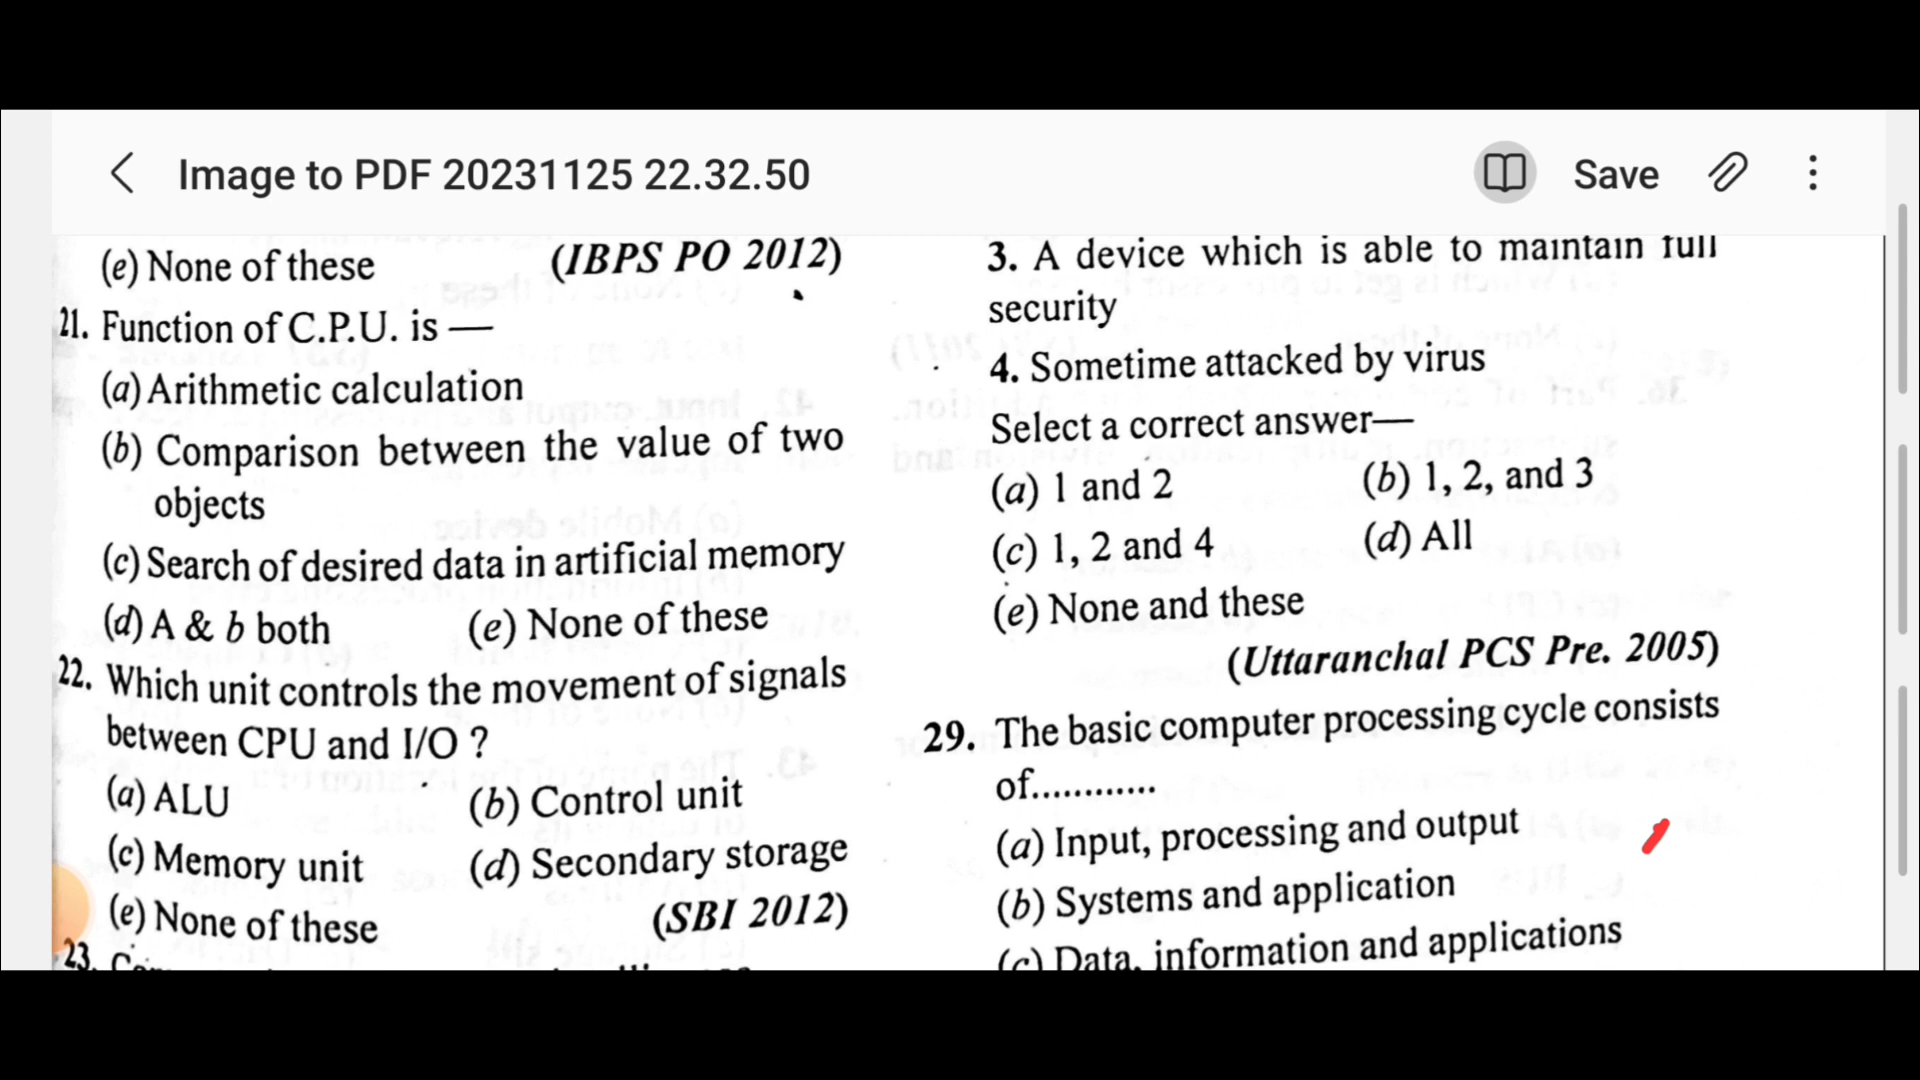 Image to PDF 20231125 22.32.50
Save
(e) None of these (IBPS PO 2012)
21. Function of C.P.U. is —
(a) Arithmetic calculation
(b) Comparison between the value of two
objects
(c) Search of desired data in artificial memory
(d) A & b both (e) None of these
22. Which unit controls the movement of signals
between CPU and I/O ?
(a) ALU (b) Control unit
(c) Memory unit (d) Secondary storage
(e) None of these (SBI 2012)
23.
3. A device which is able to maintain full
security
4. Sometime attacked by virus
Select a correct answer—
(a) 1 and 2 (b) 1, 2, and 3
(c) 1, 2 and 4 (d) All
(e) None and these
(Uttaranchal PCS Pre. 2005)
29. The basic computer processing cycle consists
of............
(a) Input, processing and output
(b) Systems and application
(c) Data, information and applications